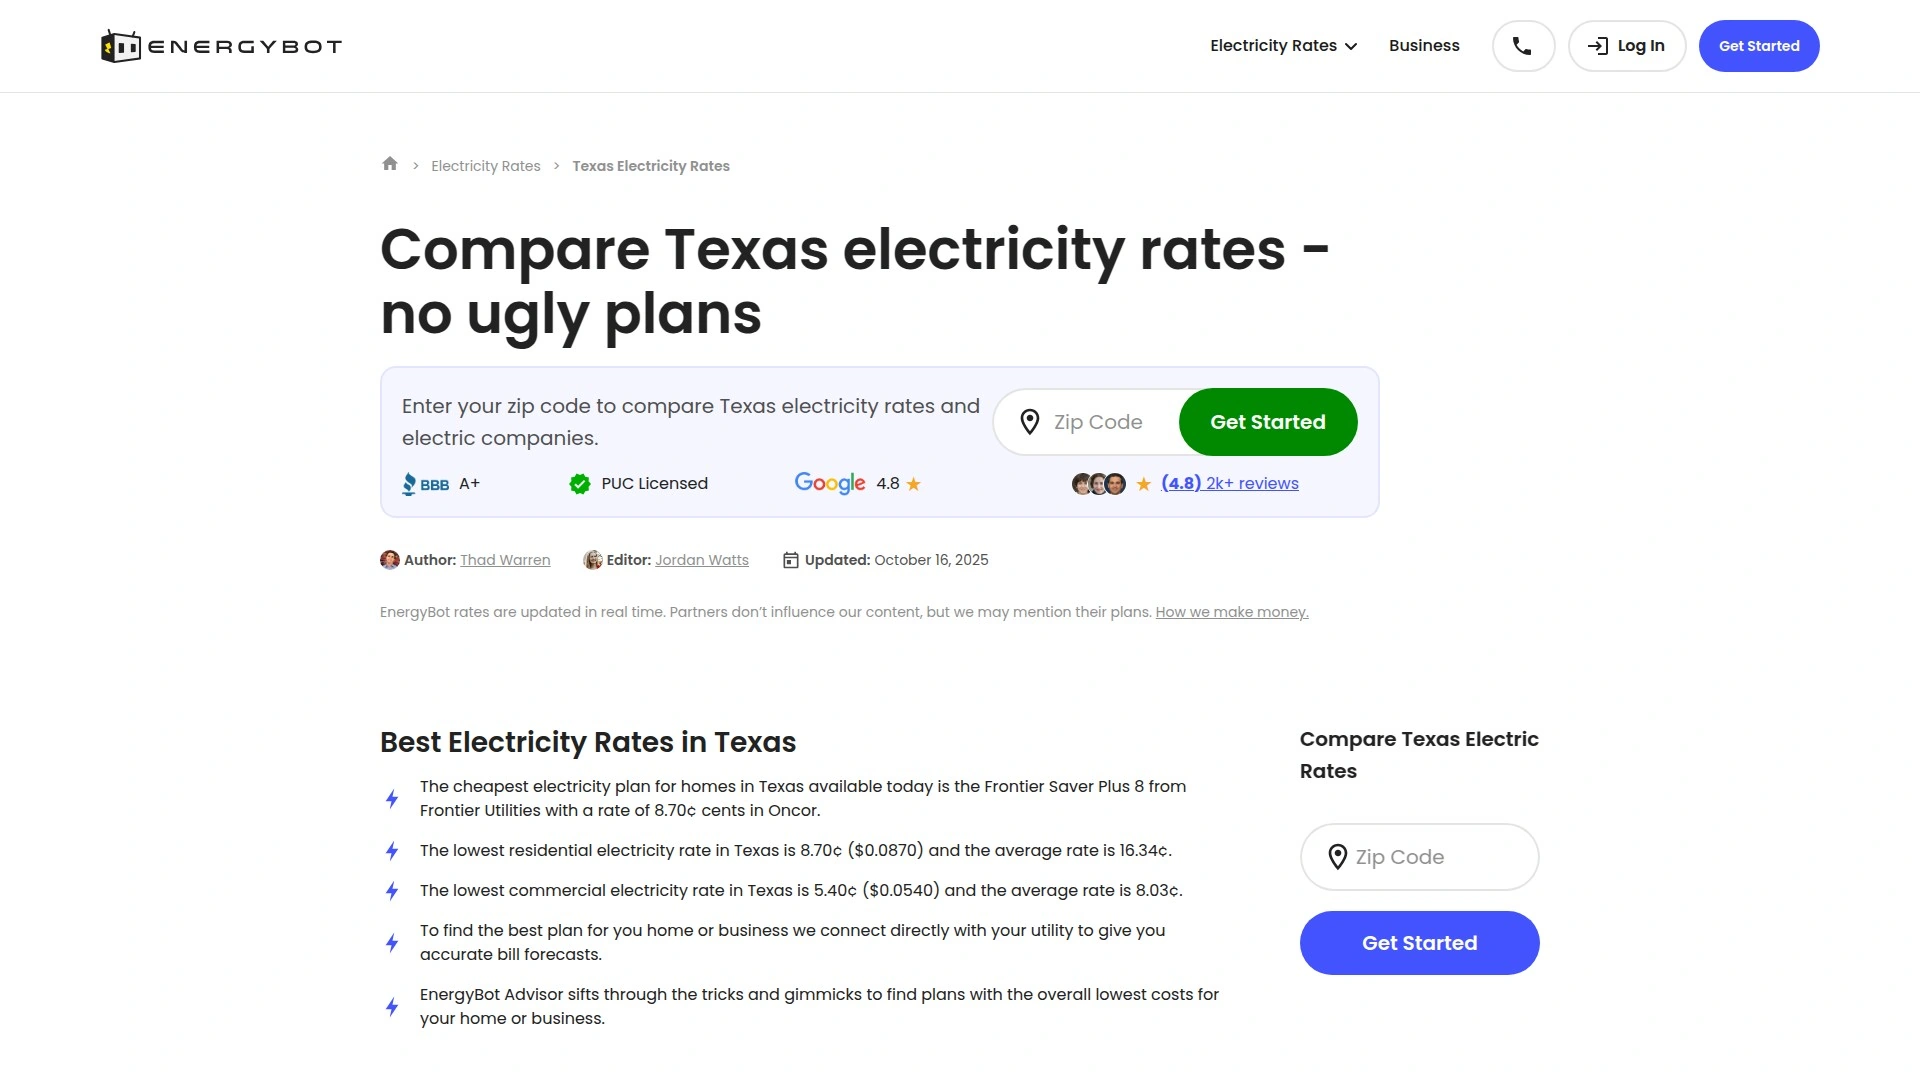 ENERGYBOT
Electricity Rates
Business
Log In
Get Started
Electricity Rates
Texas Electricity Rates
Compare Texas electricity rates -
no ugly plans
Enter your zip code to compare Texas electricity rates and
electric companies.
Zip Code
Get Started
BBB A+
PUC Licensed
Google 4.8
(4.8) 2k+ reviews
Author: Thad Warren
Editor: Jordan Watts
Updated: October 16, 2025
EnergyBot rates are updated in real time. Partners don’t influence our content, but we may mention their plans. How we make money.
Best Electricity Rates in Texas
The cheapest electricity plan for homes in Texas available today is the Frontier Saver Plus 8 from
Frontier Utilities with a rate of 8.70¢ cents in Oncor.
The lowest residential electricity rate in Texas is 8.70¢ ($0.0870) and the average rate is 16.34¢.
The lowest commercial electricity rate in Texas is 5.40¢ ($0.0540) and the average rate is 8.03¢.
To find the best plan for you home or business we connect directly with your utility to give you
accurate bill forecasts.
EnergyBot Advisor sifts through the tricks and gimmicks to find plans with the overall lowest costs for
your home or business.
Compare Texas Electric
Rates
Zip Code
Get Started